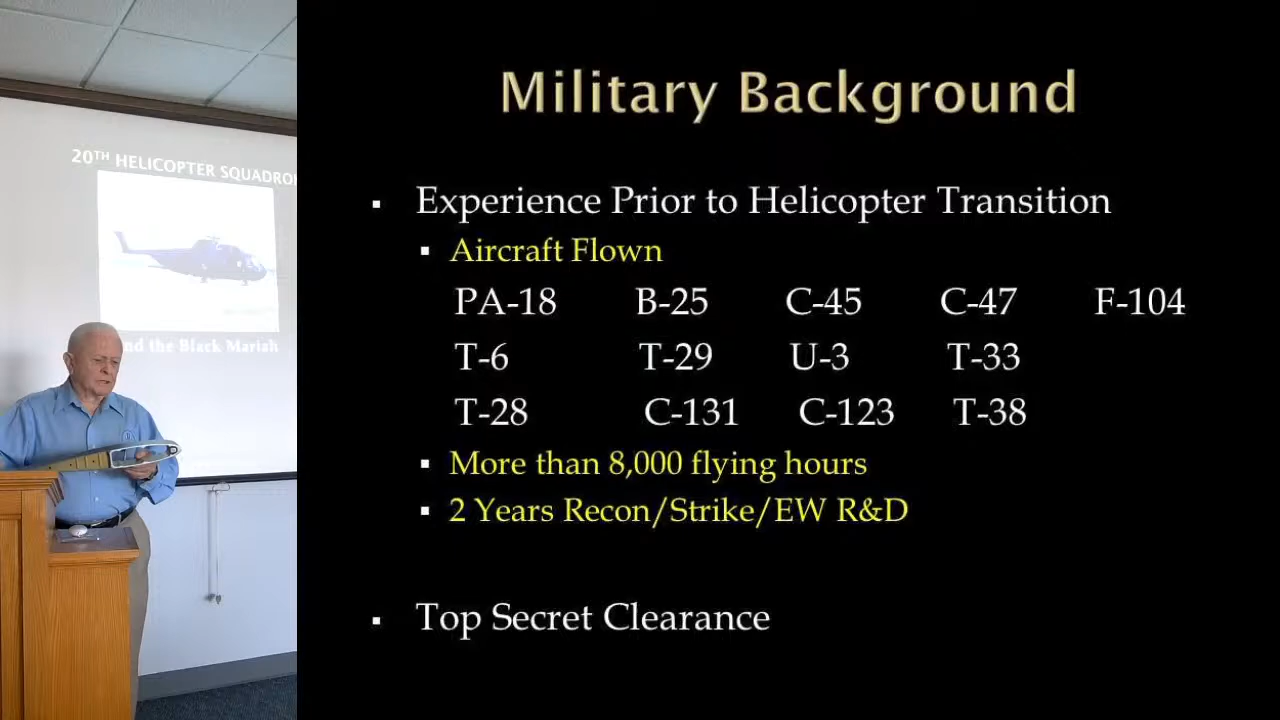 20TH HELICOPTER SQUADRON
nd the Black Mariah
Military Background
Experience Prior to Helicopter Transition
Aircraft Flown
PA-18 B-25 C-45 C-47 F-104
T-6 T-29 U-3 T-33
T-28 C-131 C-123 T-38
More than 8,000 flying hours
2 Years Recon/Strike/EW R&D
Top Secret Clearance